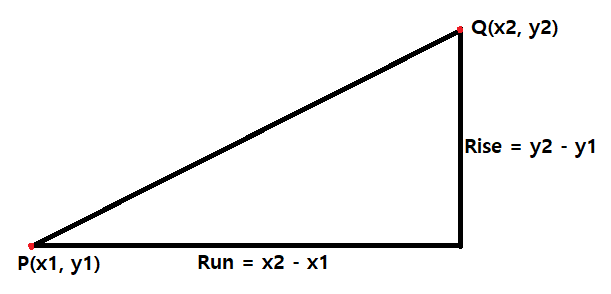 Q(x2, y2)
Rise = y2 - y1
P(x1, y1)
Run = x2 - x1